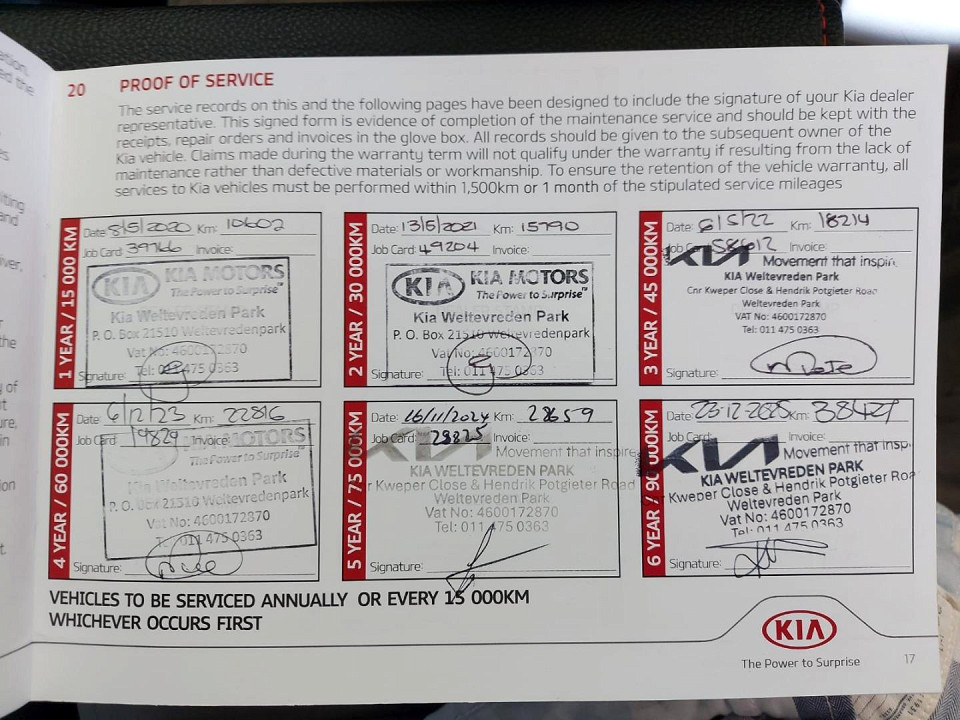 20 PROOF OF SERVICE
The service records on this and the following pages have been designed to include the signature of your Kia dealer
representative. This signed form is evidence of completion of the maintenance service and should be kept with the
receipts, repair orders and invoices in the glove box. All records should be given to the subsequent owner of the
Kia vehicle. Claims made during the warranty term will not qualify under the warranty if resulting from the lack of
maintenance rather than defective materials or workmanship. To ensure the retention of the vehicle warranty, all
services to Kia vehicles must be performed within 1,500km or 1 month of the stipulated service mileages
1 YEAR / 15 000 KM
Date: 8/5/2020 Km: 10602
Job Card: 39766 Invoice:
KIA KIA MOTORS
The Power to Surprise™
Kia Weltevreden Park
P. O. Box 21510 Weltevredenpark
Vat No: 4600172870
Tel: 011 475 0363
Signature:
2 YEAR / 30 000KM
Date: 13/5/2021 Km: 15790
Job Card: 49204 Invoice:
KIA KIA MOTORS
The Power to Surprise™
Kia Weltevreden Park
P. O. Box 21510 Weltevredenpark
Vat No: 4600172870
Tel: 011 475 0363
Signature:
3 YEAR / 45 000KM
Date: 6/5/22 Km: 18214
Job Card: 58612 Invoice:
KIA Movement that inspir
KIA Weltevreden Park
Cnr Kweper Close & Hendrik Potgieter Road
Weltevreden Park
VAT No: 4600172870
Tel: 011 475 0363
Signature:
4 YEAR / 60 000KM
Date: 6/12/23 Km: 22816
Job Card: 19829 Invoice:
MOTORS
The Power to Surprise™
Kia Weltevreden Park
P. O. Box 21510 Weltevredenpark
Vat No: 4600172870
Tel: 011 475 0363
Signature:
5 YEAR / 75 000KM
Date: 16/11/2024 Km: 28659
Job Card: 28825 Invoice:
KIA Movement that inspire
KIA WELTEVREDEN PARK
r Kweper Close & Hendrik Potgieter Road
Weltevreden Park
Vat No: 4600172870
Tel: 011 475 0363
Signature:
6 YEAR / 90 000KM
Date: 23-12-2025 Km: 38427
Job Card: Invoice:
KIA Movement that insp
KIA WELTEVREDEN PARK
r Kweper Close & Hendrik Potgieter Roa
Weltevreden Park
Vat No: 4600172870
Tel: 011 475 0363
Signature:
VEHICLES TO BE SERVICED ANNUALLY OR EVERY 15 000KM
WHICHEVER OCCURS FIRST
KIA
The Power to Surprise
17